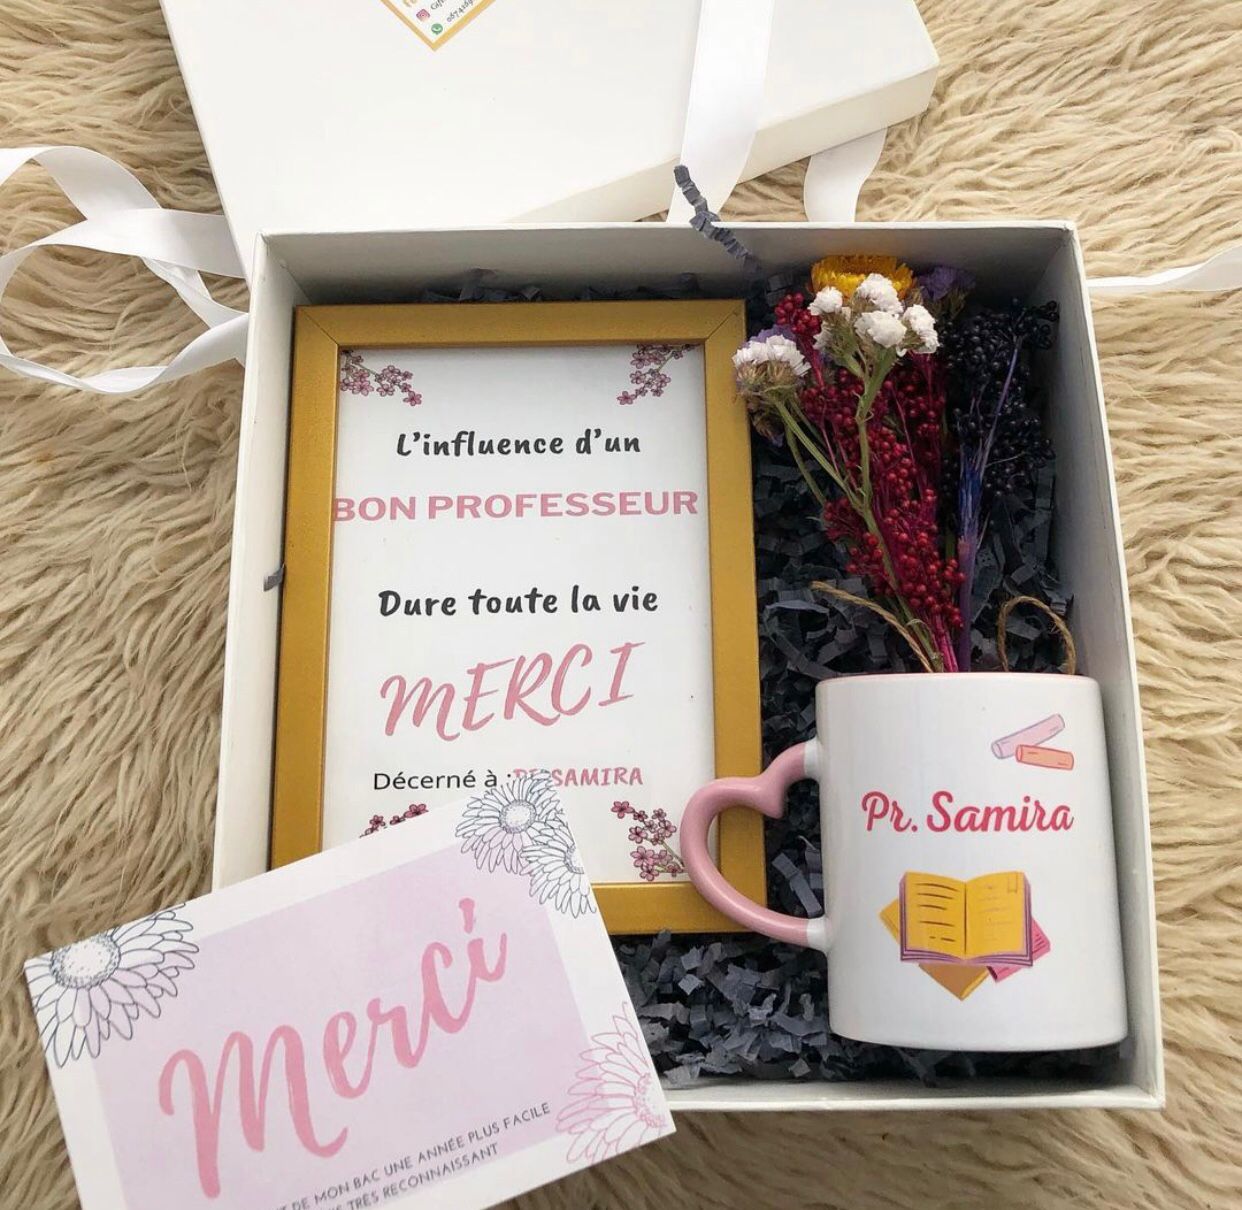 L'influence d'un
BON PROFESSEUR
Dure toute la vie
MERCI
Décerné à : SAMIRA
Pr. Samira
Merci
DE MON BAC UNE ANNÉE PLUS FACILE
TRÈS RECONNAISSANT